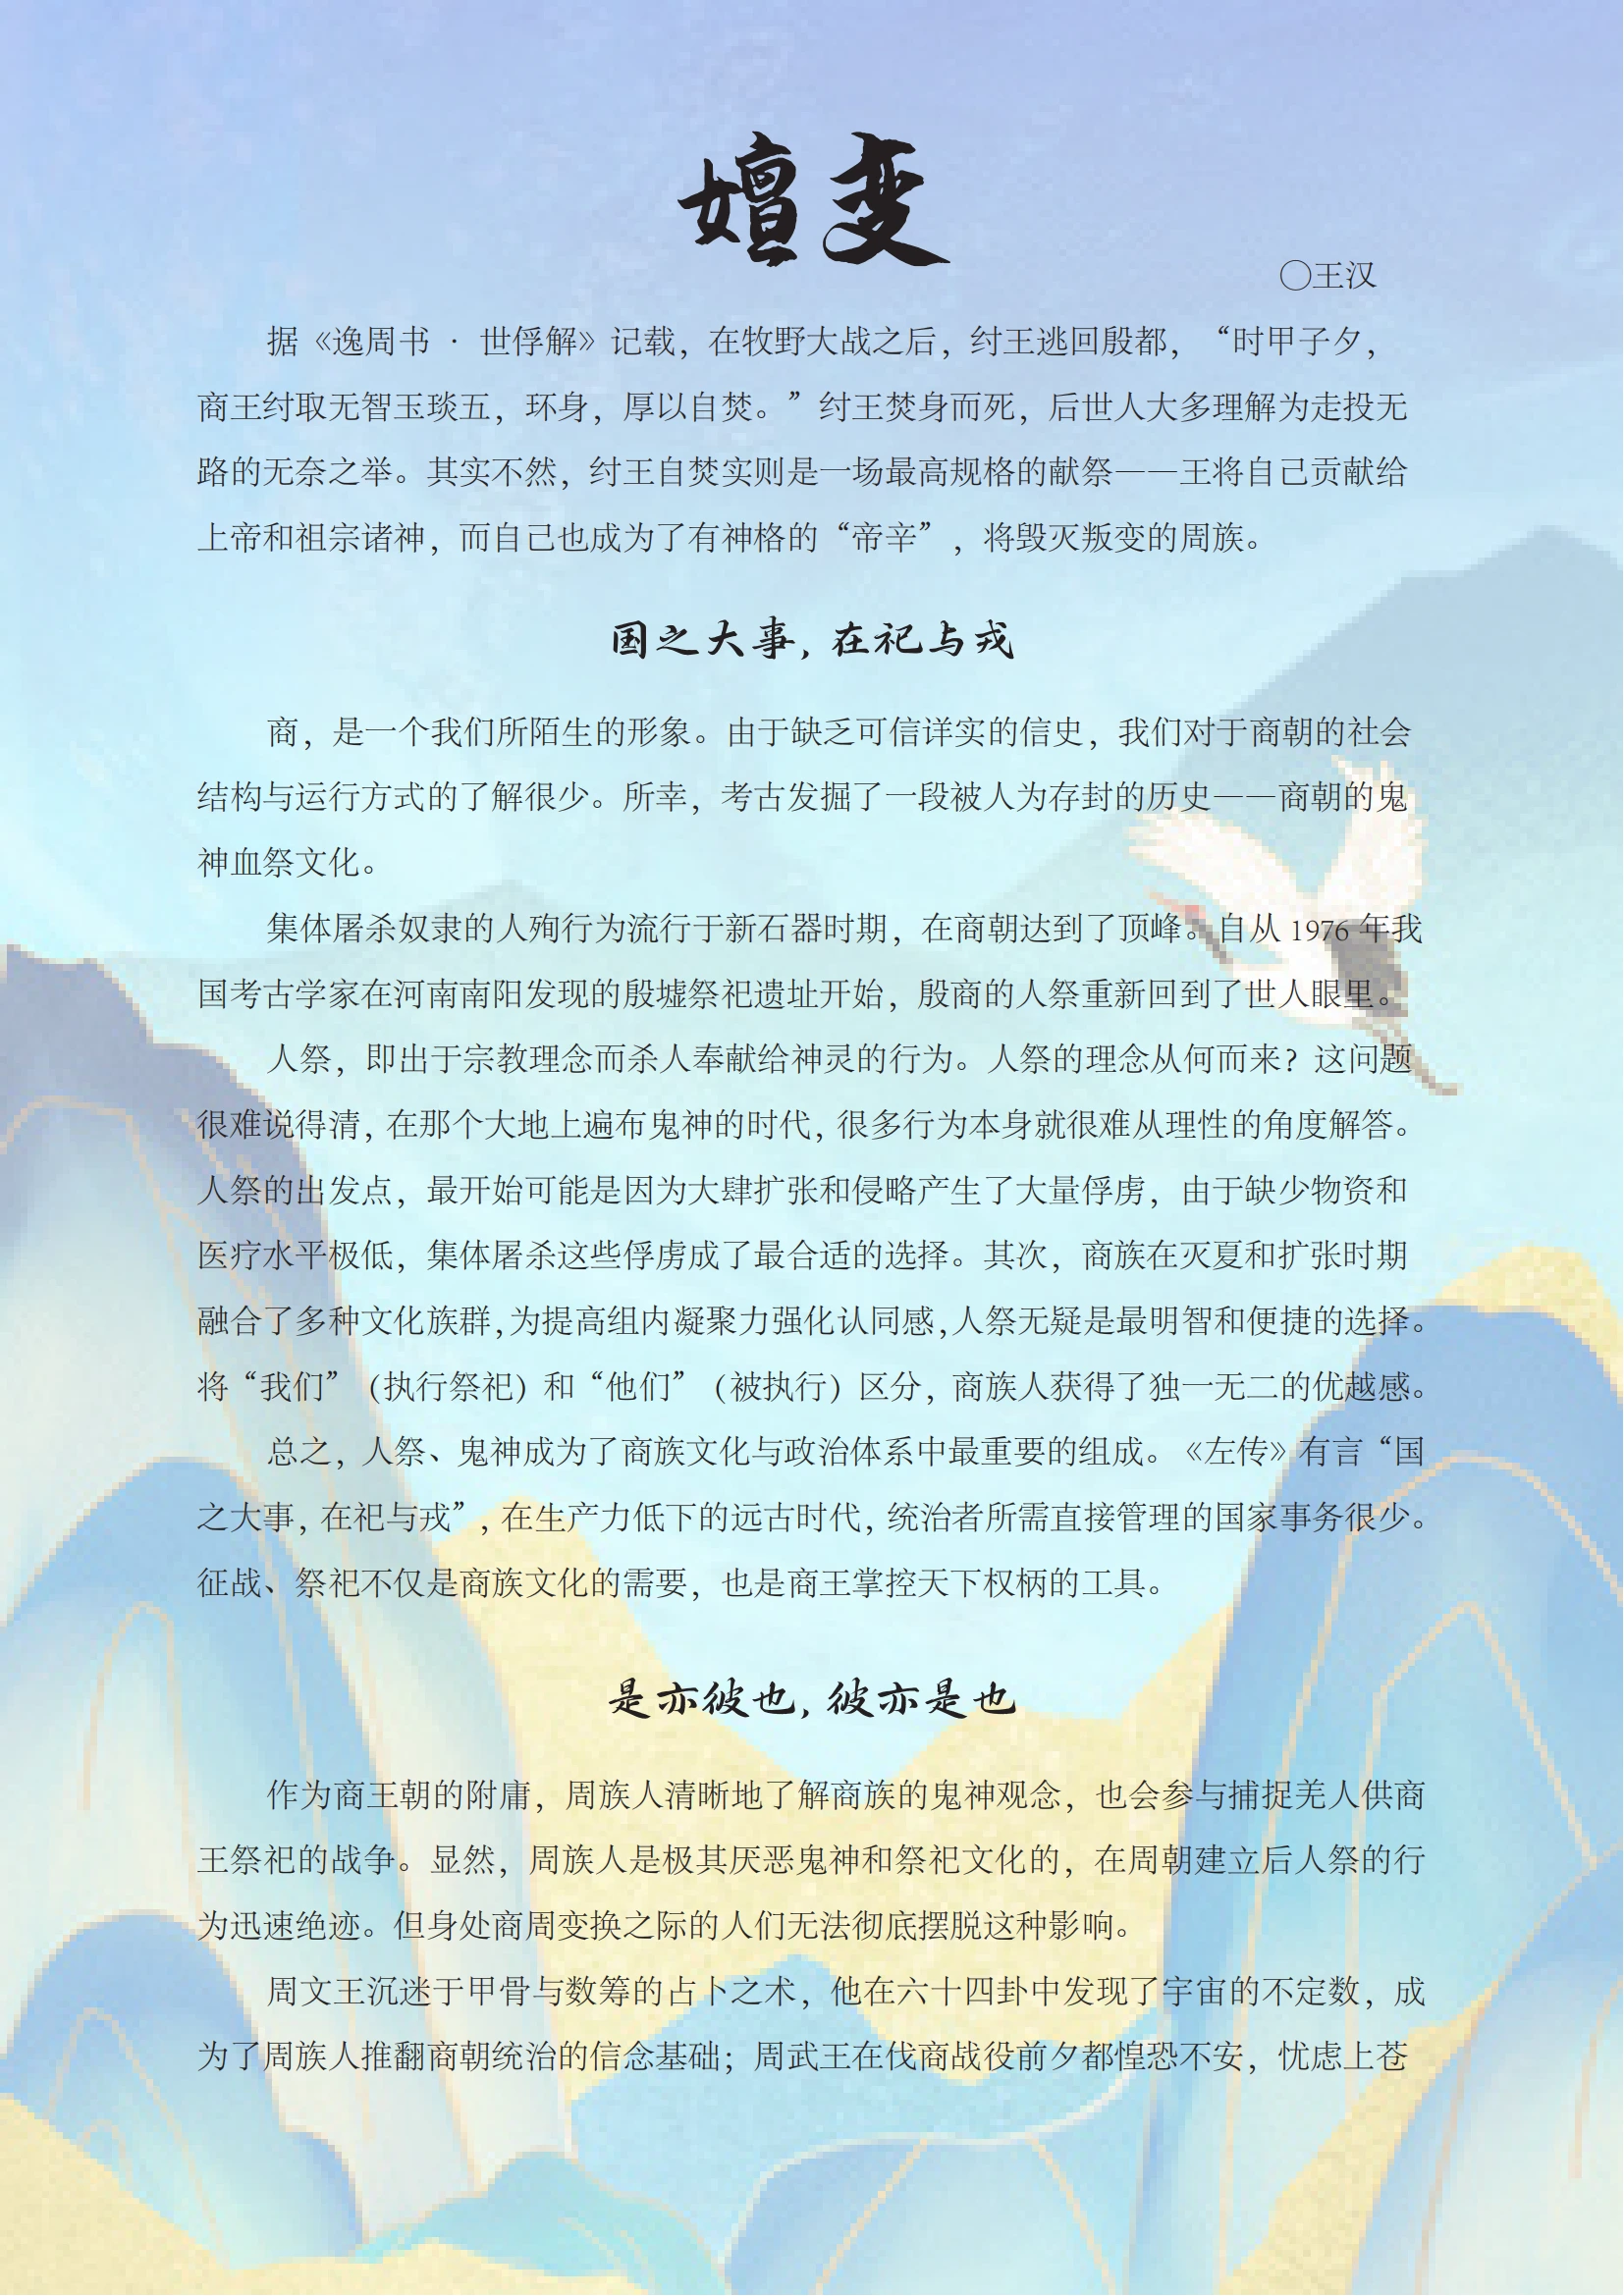 嬗变
〇王汉
据《逸周书 · 世俘解》记载，在牧野大战之后，纣王逃回殷都，“时甲子夕，
商王纣取无智玉琰五，环身，厚以自焚。”纣王焚身而死，后世人大多理解为走投无
路的无奈之举。其实不然，纣王自焚实则是一场最高规格的献祭——王将自己贡献给
上帝和祖宗诸神，而自己也成为了有神格的“帝辛”，将毁灭叛变的周族。
国之大事，在祀与戎
商，是一个我们所陌生的形象。由于缺乏可信详实的信史，我们对于商朝的社会
结构与运行方式的了解很少。所幸，考古发掘了一段被人为存封的历史——商朝的鬼
神血祭文化。
集体屠杀奴隶的人殉行为流行于新石器时期，在商朝达到了顶峰。自从 1976 年我
国考古学家在河南南阳发现的殷墟祭祀遗址开始，殷商的人祭重新回到了世人眼里。
人祭，即出于宗教理念而杀人奉献给神灵的行为。人祭的理念从何而来？这问题
很难说得清，在那个大地上遍布鬼神的时代，很多行为本身就很难从理性的角度解答。
人祭的出发点，最开始可能是因为大肆扩张和侵略产生了大量俘虏，由于缺少物资和
医疗水平极低，集体屠杀这些俘虏成了最合适的选择。其次，商族在灭夏和扩张时期
融合了多种文化族群，为提高组内凝聚力强化认同感，人祭无疑是最明智和便捷的选择。
将“我们”（执行祭祀）和“他们”（被执行）区分，商族人获得了独一无二的优越感。
总之，人祭、鬼神成为了商族文化与政治体系中最重要的组成。《左传》有言“国
之大事，在祀与戎”，在生产力低下的远古时代，统治者所需直接管理的国家事务很少。
征战、祭祀不仅是商族文化的需要，也是商王掌控天下权柄的工具。
是亦彼也，彼亦是也
作为商王朝的附庸，周族人清晰地了解商族的鬼神观念，也会参与捕捉羌人供商
王祭祀的战争。显然，周族人是极其厌恶鬼神和祭祀文化的，在周朝建立后人祭的行
为迅速绝迹。但身处商周变换之际的人们无法彻底摆脱这种影响。
周文王沉迷于甲骨与数筹的占卜之术，他在六十四卦中发现了宇宙的不定数，成
为了周族人推翻商朝统治的信念基础；周武王在伐商战役前夕都惶恐不安，忧虑上苍